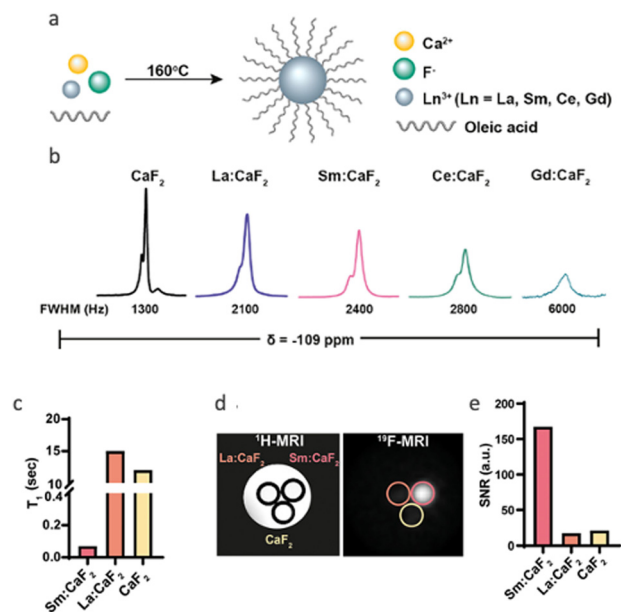 a
160°C
Ca²⁺
F⁻
Ln³⁺ (Ln = La, Sm, Ce, Gd)
Oleic acid
b
CaF₂ La:CaF₂ Sm:CaF₂ Ce:CaF₂ Gd:CaF₂
FWHM (Hz) 1300 2100 2400 2800 6000
δ = -109 ppm
c
T₁ (sec)
20
15
10
0.4
0.2
0.0
Sm:CaF₂
La:CaF₂
CaF₂
d
¹H-MRI ¹⁹F-MRI
La:CaF₂ Sm:CaF₂
CaF₂
e
SNR (a.u.)
200
150
100
50
0
Sm:CaF₂
La:CaF₂
CaF₂